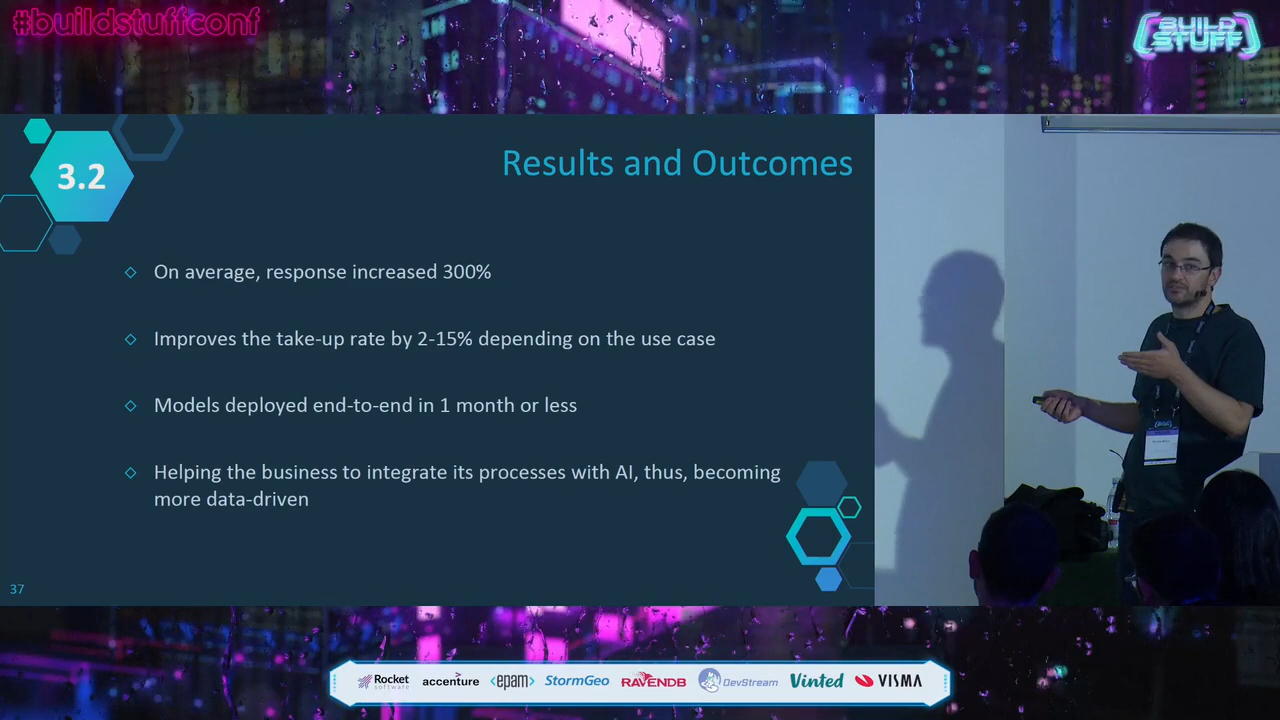 #buildstuffconf
BUILD
STUFF
3.2
Results and Outcomes
On average, response increased 300%
Improves the take-up rate by 2-15% depending on the use case
Models deployed end-to-end in 1 month or less
Helping the business to integrate its processes with AI, thus, becoming
more data-driven
37
Rocket
software
accenture
<epam>
StormGeo
RAVENDB
DevStream
Vinted
VISMA